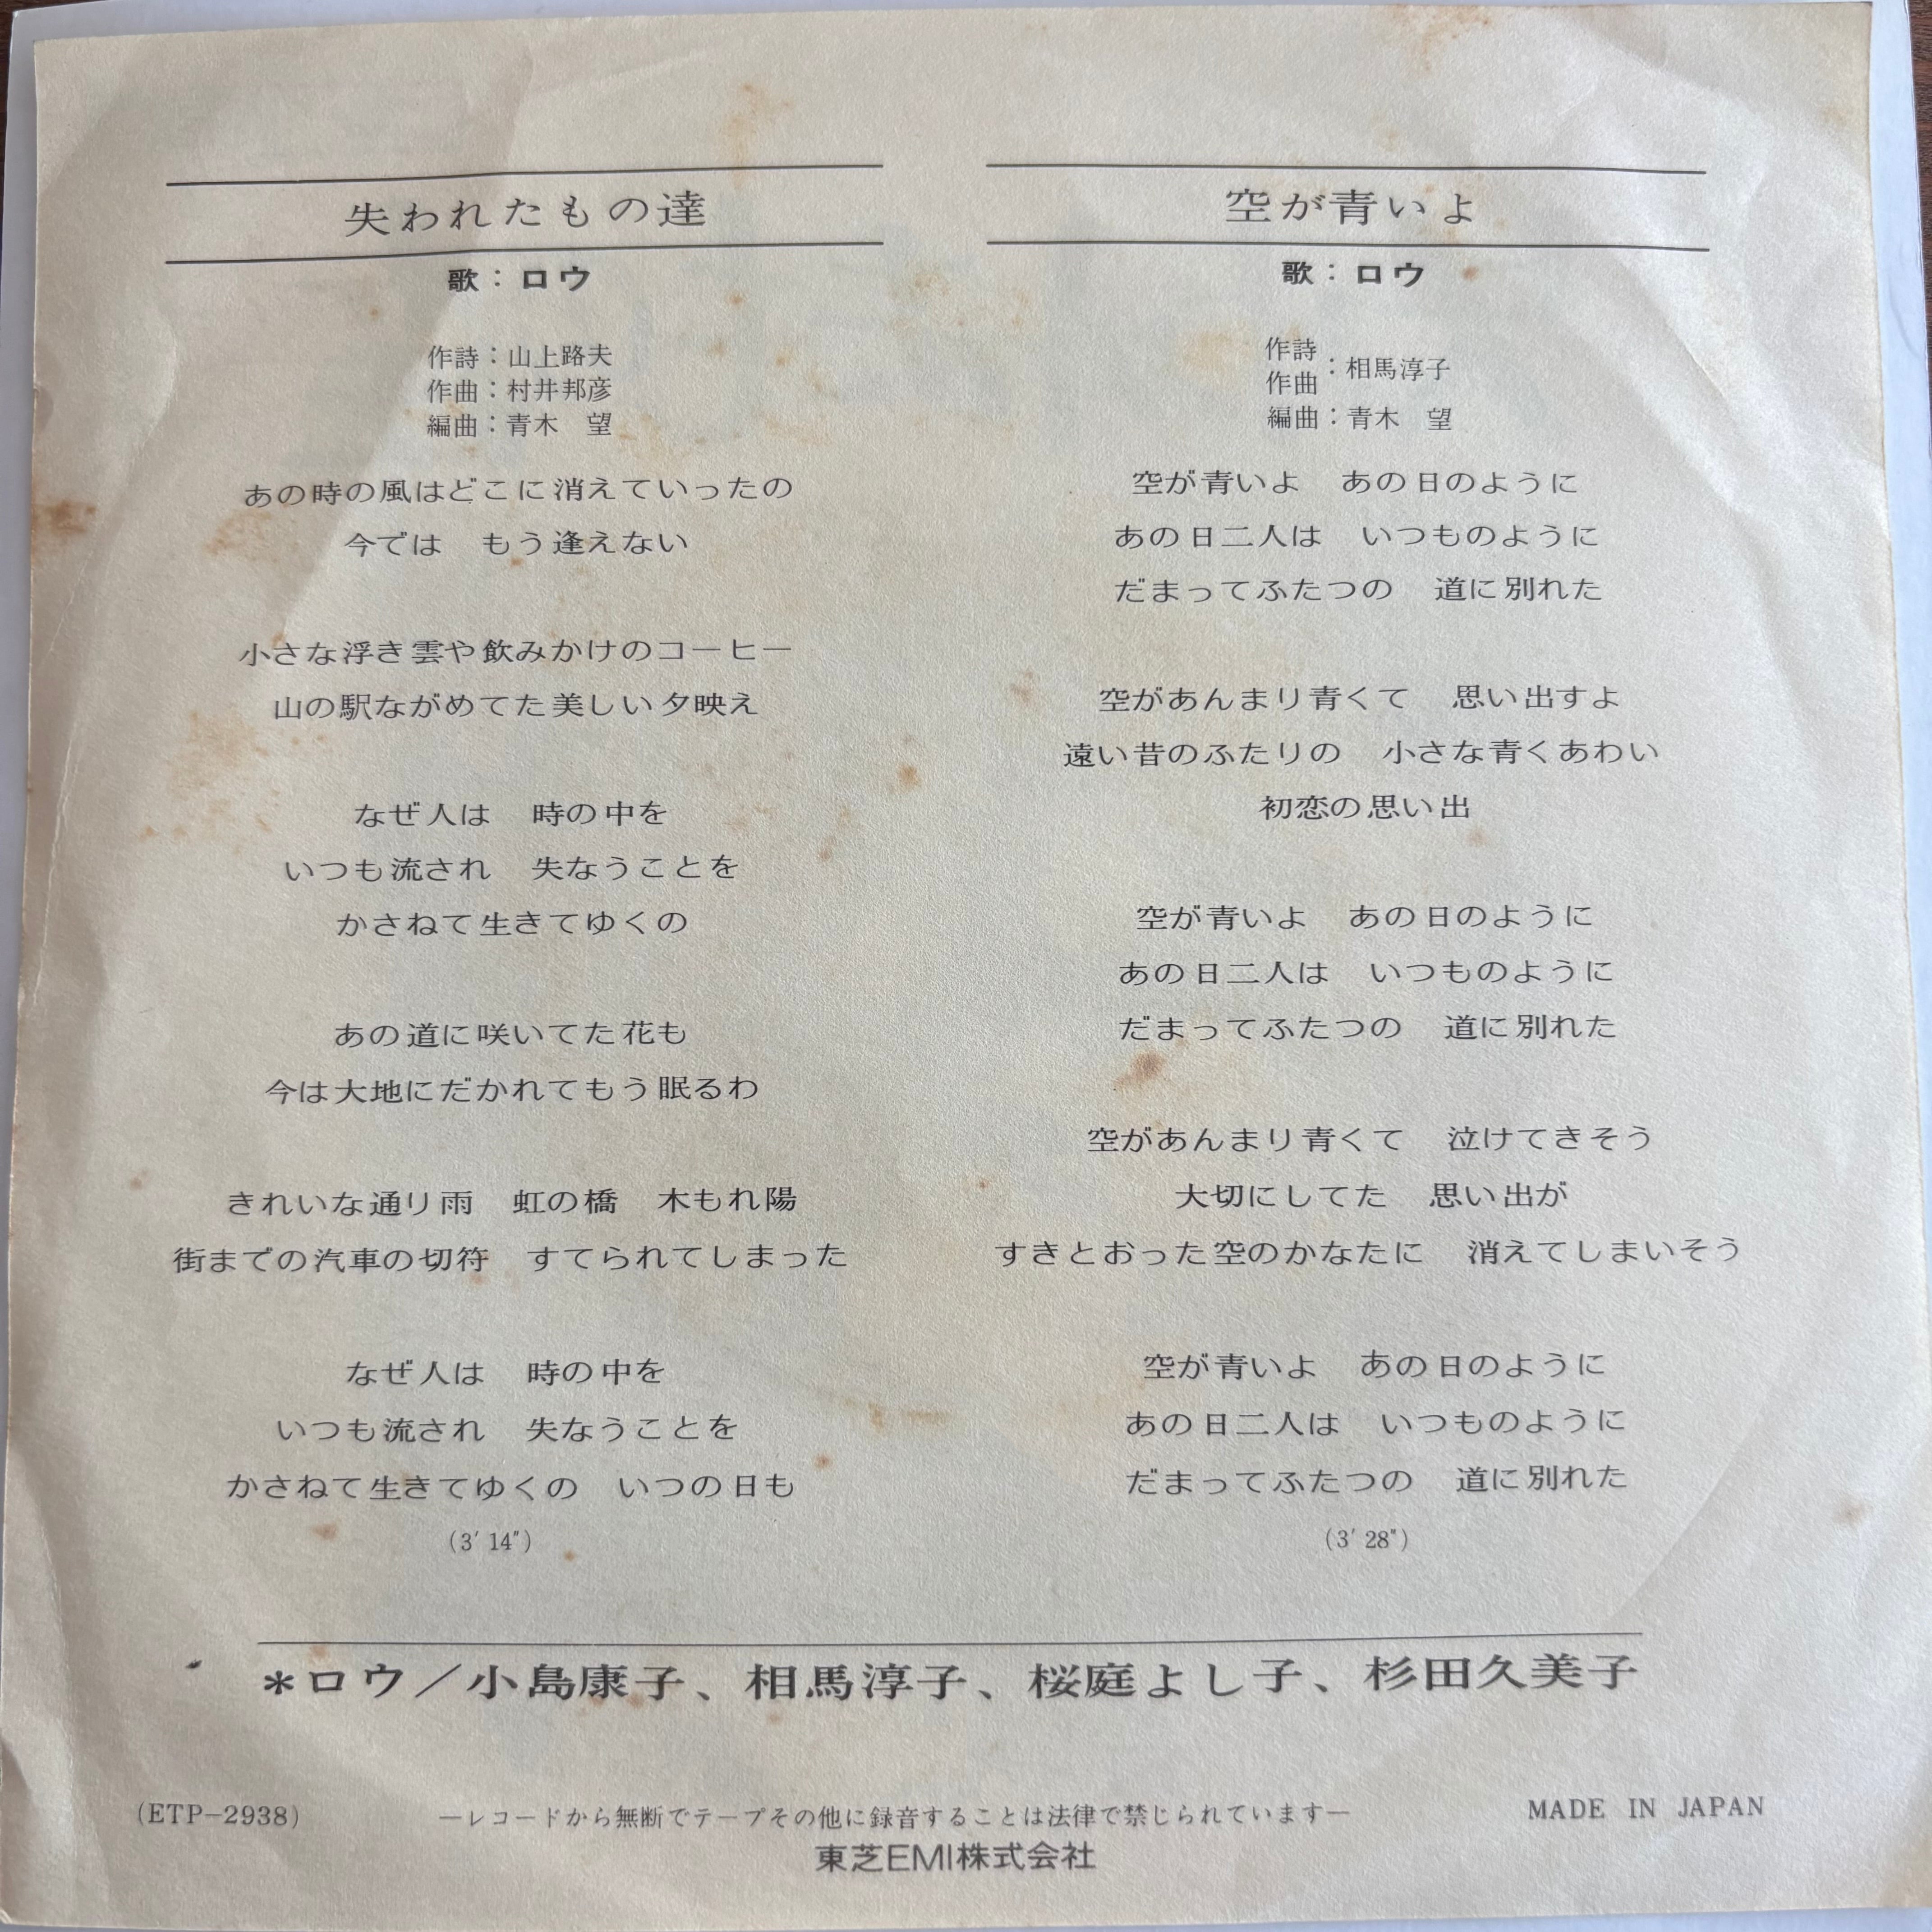 失われたもの達
歌：ロウ
作詩：山上路夫
作曲：村井邦彦
編曲：青木　望
あの時の風はどこに消えていったの
今では　もう逢えない
小さな浮き雲や飲みかけのコーヒー
山の駅ながめてた美しい夕映え
なぜ人は　時の中を
いつも流され　失なうことを
かさねて生きてゆくの
あの道に咲いてた花も
今は大地にだかれてもう眠るわ
きれいな通り雨　虹の橋　木もれ陽
街までの汽車の切符　すてられてしまった
なぜ人は　時の中を
いつも流され　失なうことを
かさねて生きてゆくの　いつの日も
(3′ 14″)
空が青いよ
歌：ロウ
作詩
作曲：相馬淳子
編曲：青木　望
空が青いよ　あの日のように
あの日二人は　いつものように
だまってふたつの　道に別れた
空があんまり青くて　思い出すよ
遠い昔のふたりの　小さな青くあわい
初恋の思い出
空が青いよ　あの日のように
あの日二人は　いつものように
だまってふたつの　道に別れた
空があんまり青くて　泣けてきそう
大切にしてた　思い出が
すきとおった空のかなたに　消えてしまいそう
空が青いよ　あの日のように
あの日二人は　いつものように
だまってふたつの　道に別れた
(3′ 28″)
＊ロウ／小島康子、相馬淳子、桜庭よし子、杉田久美子
(ETP−2938)
―レコードから無断でテープその他に録音することは法律で禁じられています―
MADE IN JAPAN
東芝EMI株式会社